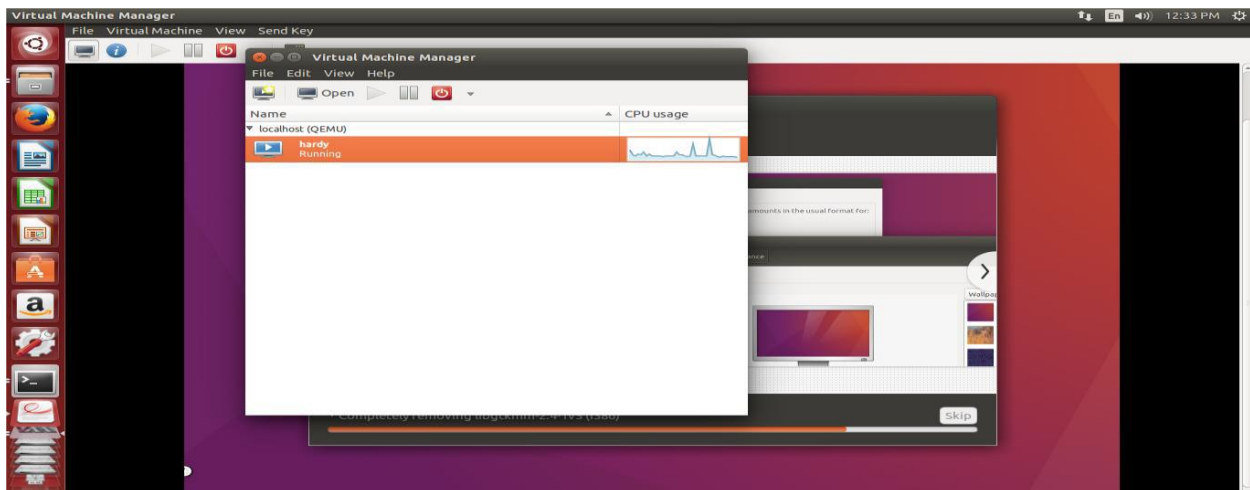 Virtual Machine Manager
En
12:33 PM
File Virtual Machine View Send Key
Virtual Machine Manager
File Edit View Help
Open
Name
CPU usage
localhost (QEMU)
hardy
Running
amounts in the usual format for:
Skip